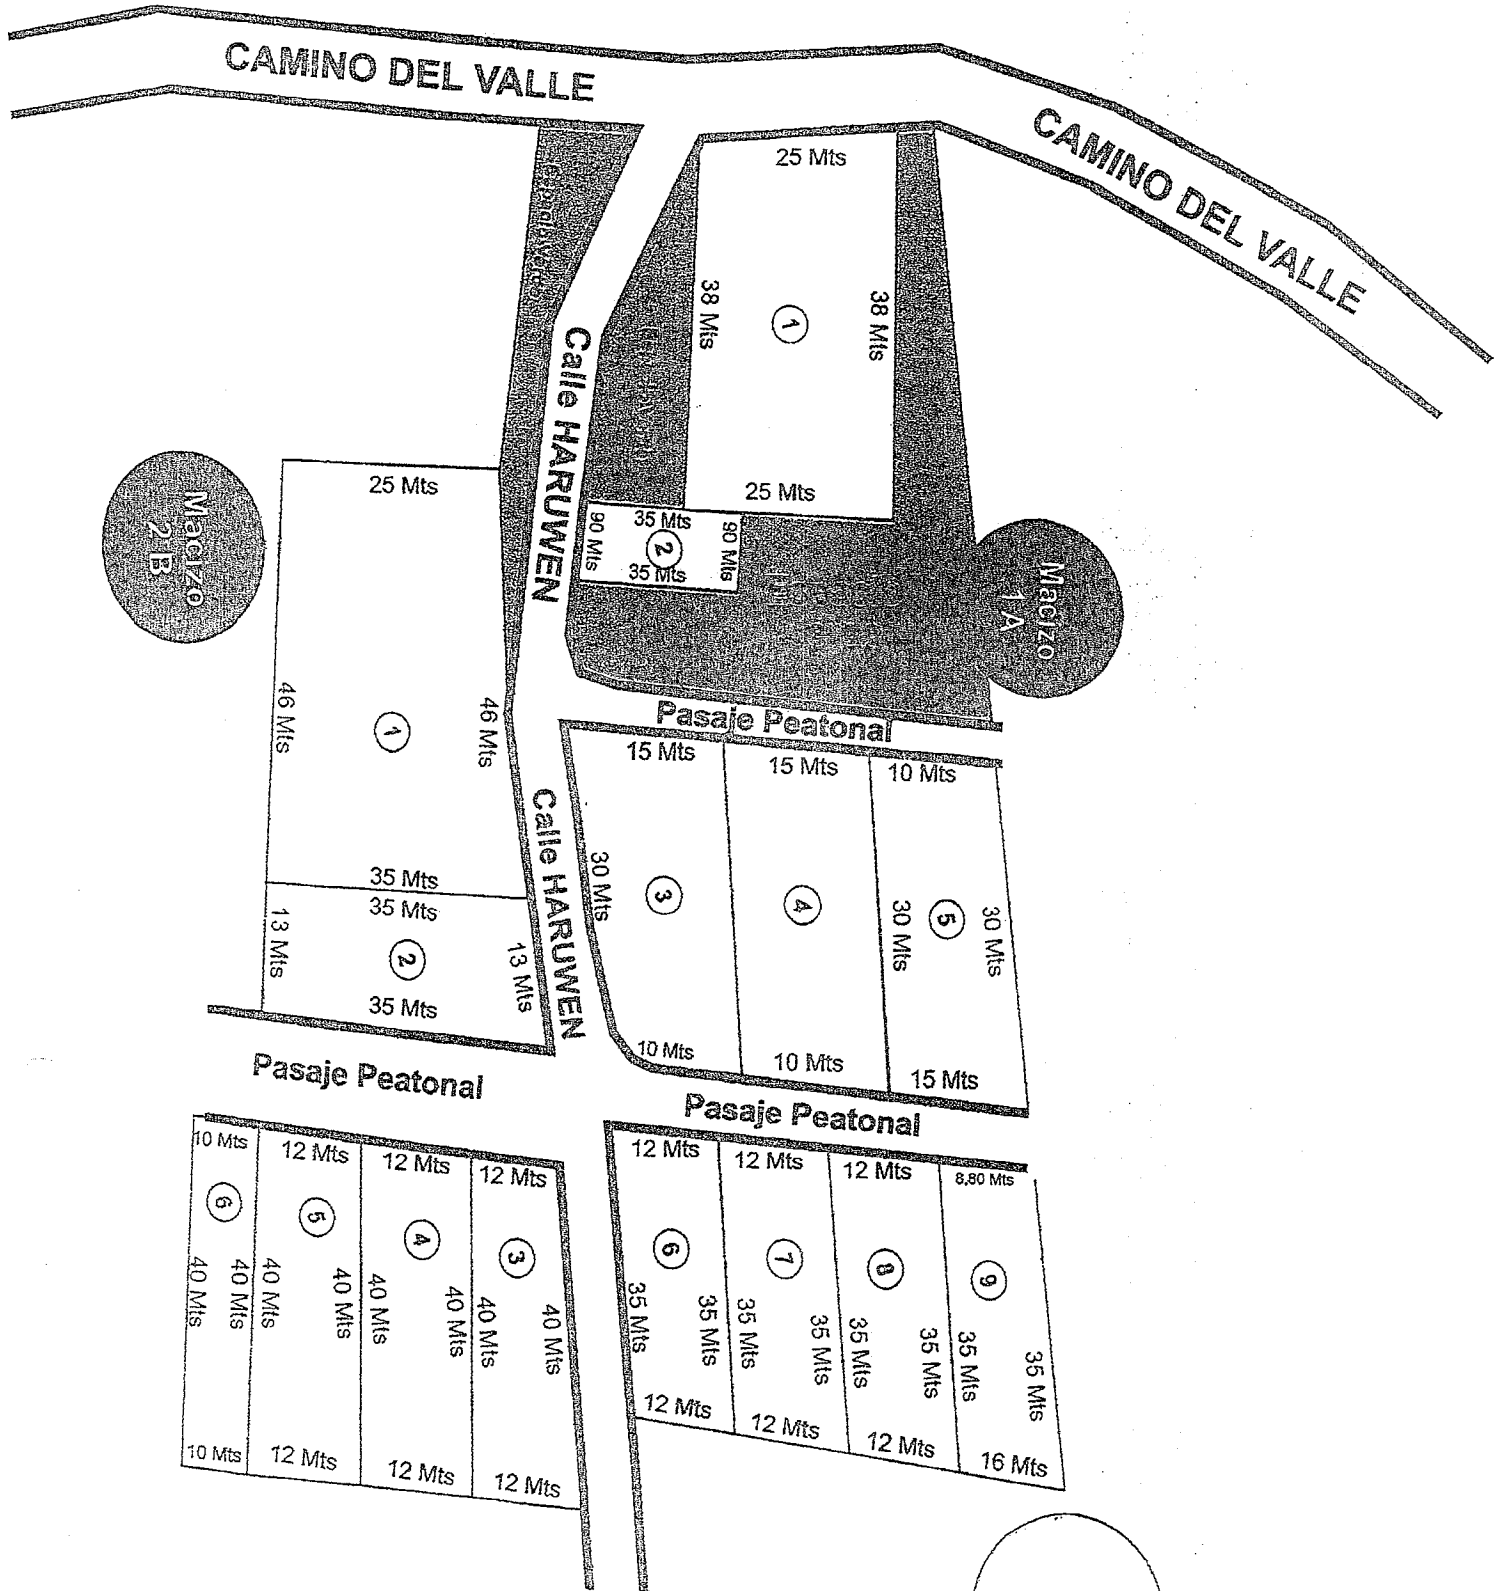 CAMINO DEL VALLE
CAMINO DEL VALLE
25 Mts
38 Mts
1
38 Mts
25 Mts
Calle HARUWEN
35 Mts
90 Mts
2
90 Mts
35 Mts
Macizo
1 A
Macizo
2 B
25 Mts
46 Mts
1
46 Mts
35 Mts
35 Mts
13 Mts
2
13 Mts
35 Mts
Calle HARUWEN
Pasaje Peatonal
15 Mts
15 Mts
10 Mts
30 Mts
3
4
30 Mts
5
30 Mts
10 Mts
10 Mts
15 Mts
Pasaje Peatonal
Pasaje Peatonal
10 Mts
12 Mts
12 Mts
12 Mts
6
5
4
3
40 Mts
40 Mts
40 Mts
40 Mts
40 Mts
40 Mts
40 Mts
40 Mts
10 Mts
12 Mts
12 Mts
12 Mts
12 Mts
12 Mts
12 Mts
8,80 Mts
6
7
8
9
35 Mts
35 Mts
35 Mts
35 Mts
35 Mts
35 Mts
35 Mts
35 Mts
12 Mts
12 Mts
12 Mts
16 Mts